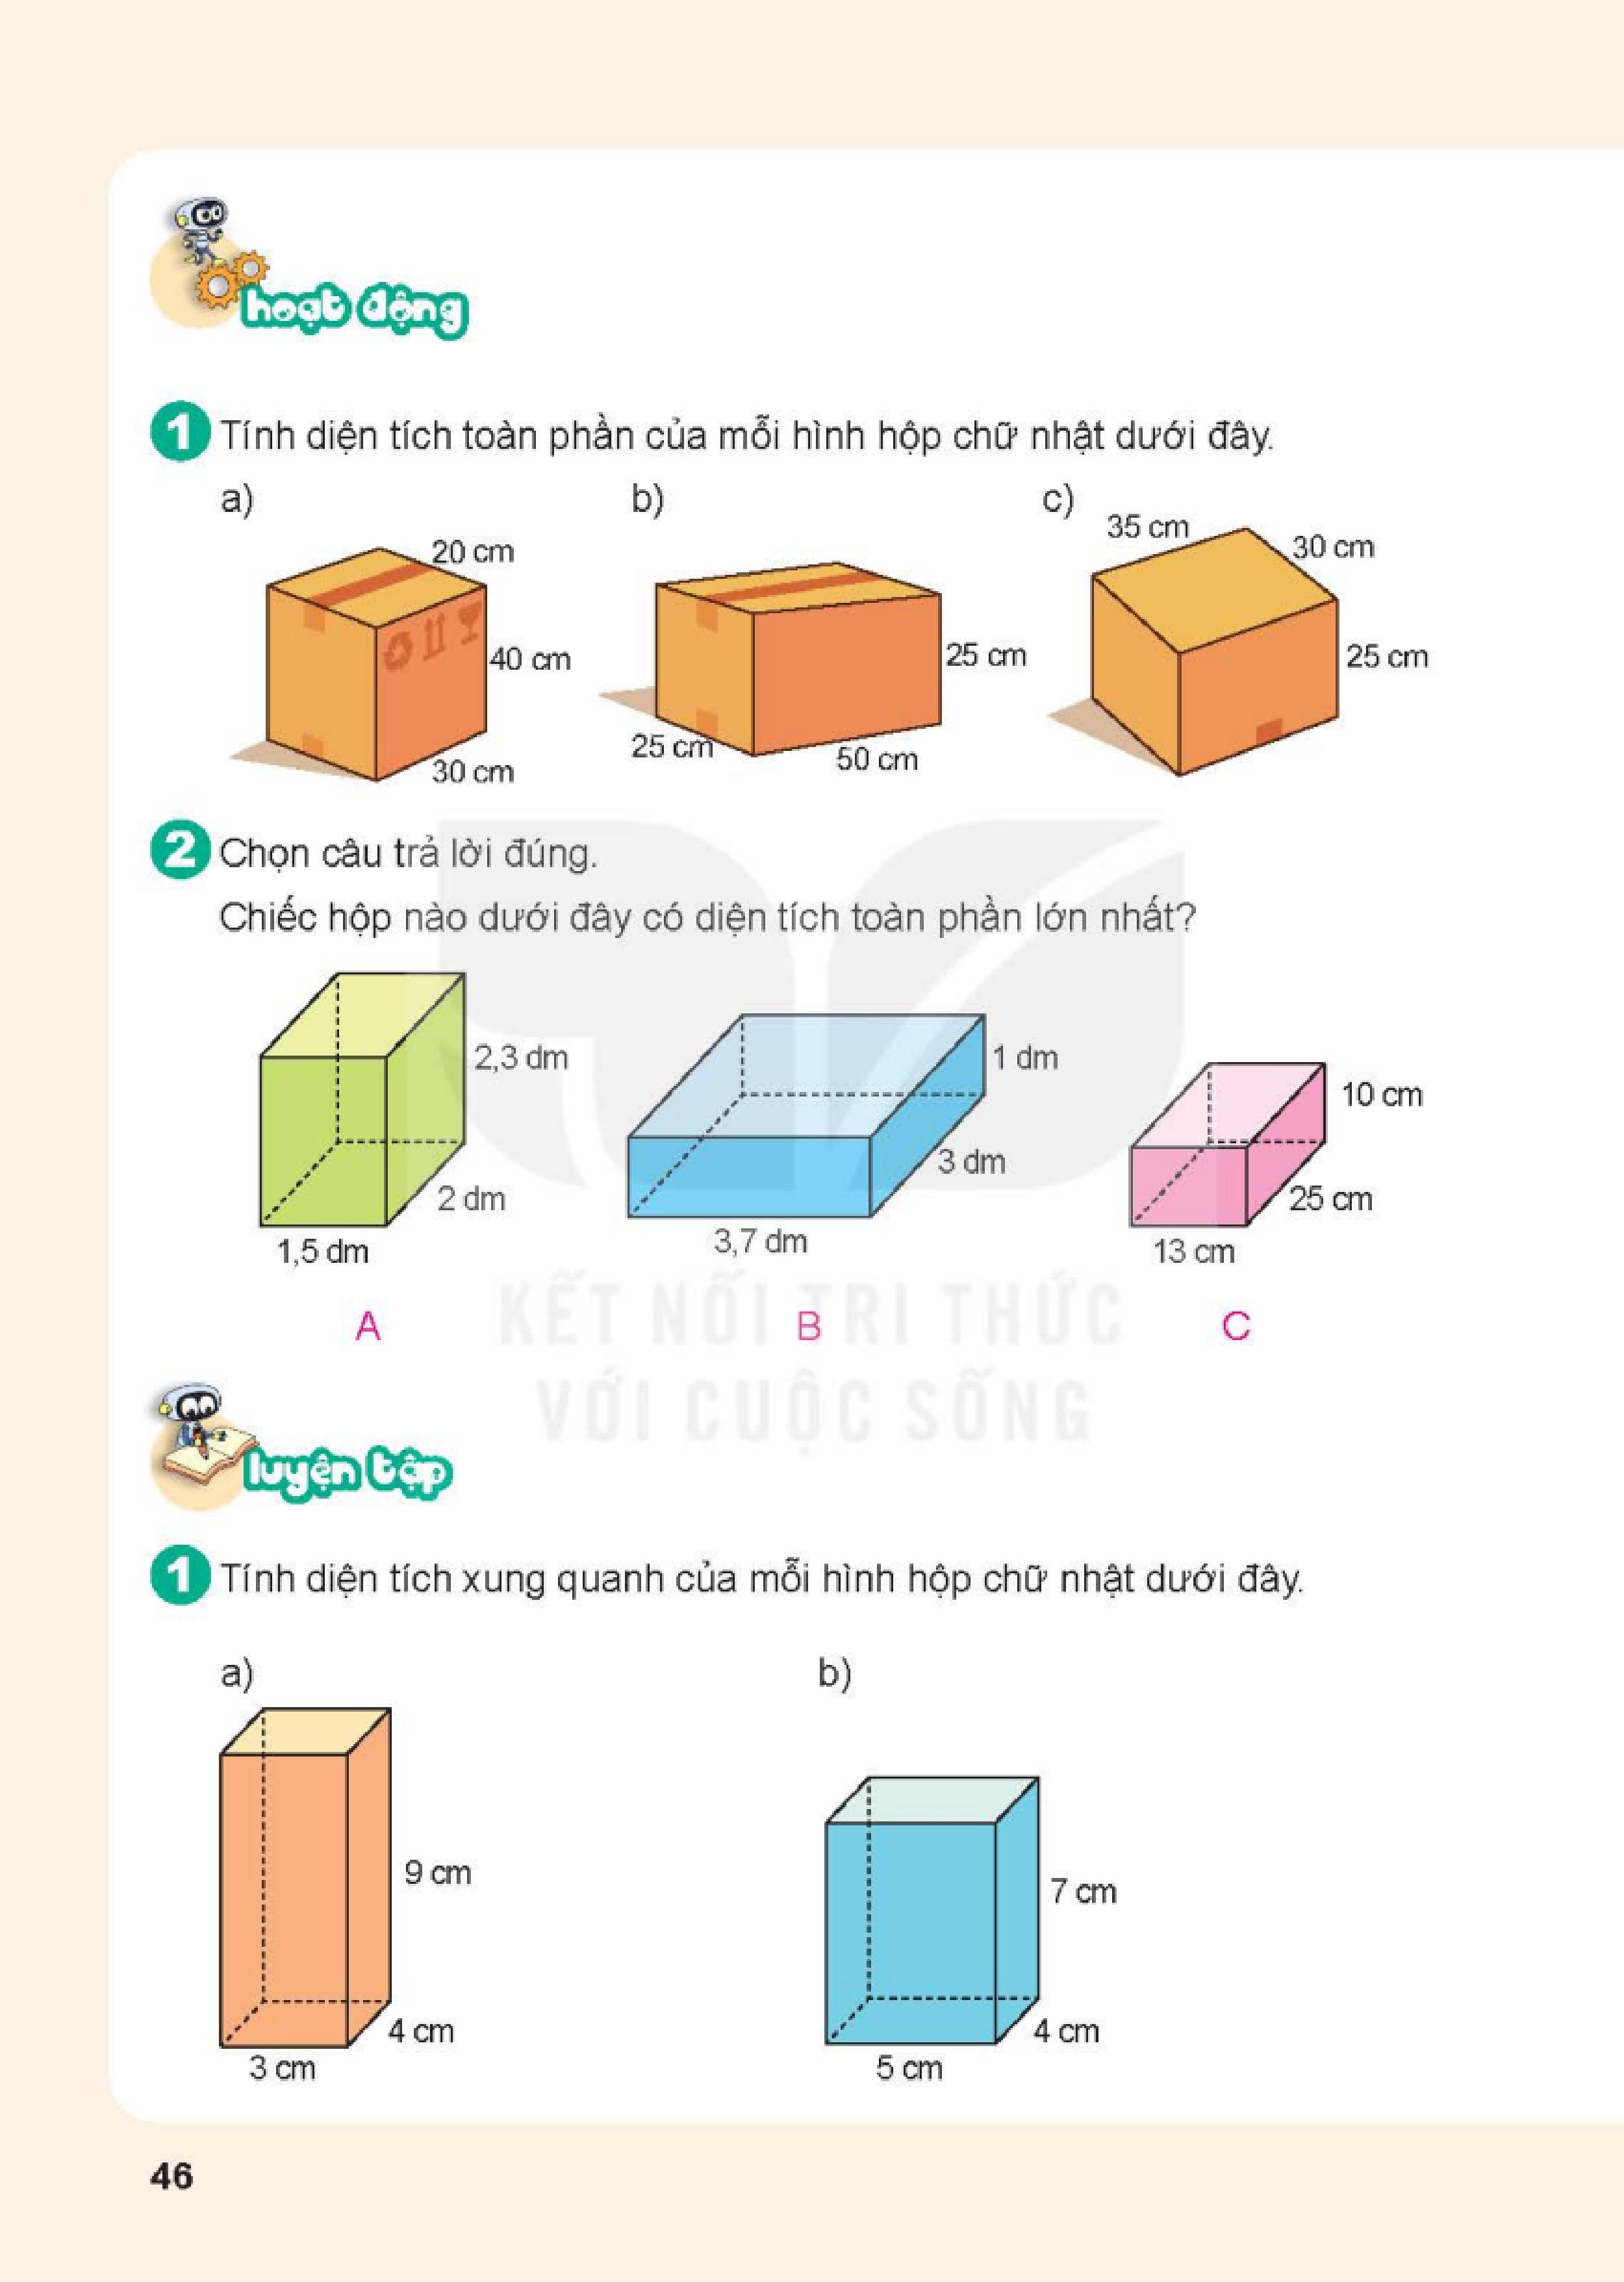 hoạt động
1 Tính diện tích toàn phần của mỗi hình hộp chữ nhật dưới đây.
a) b) c)
20 cm
40 cm
30 cm
25 cm
25 cm
50 cm
35 cm
30 cm
25 cm
2 Chọn câu trả lời đúng.
Chiếc hộp nào dưới đây có diện tích toàn phần lớn nhất?
2,3 dm
2 dm
1,5 dm
1 dm
3 dm
3,7 dm
10 cm
25 cm
13 cm
A B C
KẾT NỐI TRI THỨC
VỚI CUỘC SỐNG
luyện tập
1 Tính diện tích xung quanh của mỗi hình hộp chữ nhật dưới đây.
a) b)
9 cm
4 cm
3 cm
7 cm
4 cm
5 cm
46